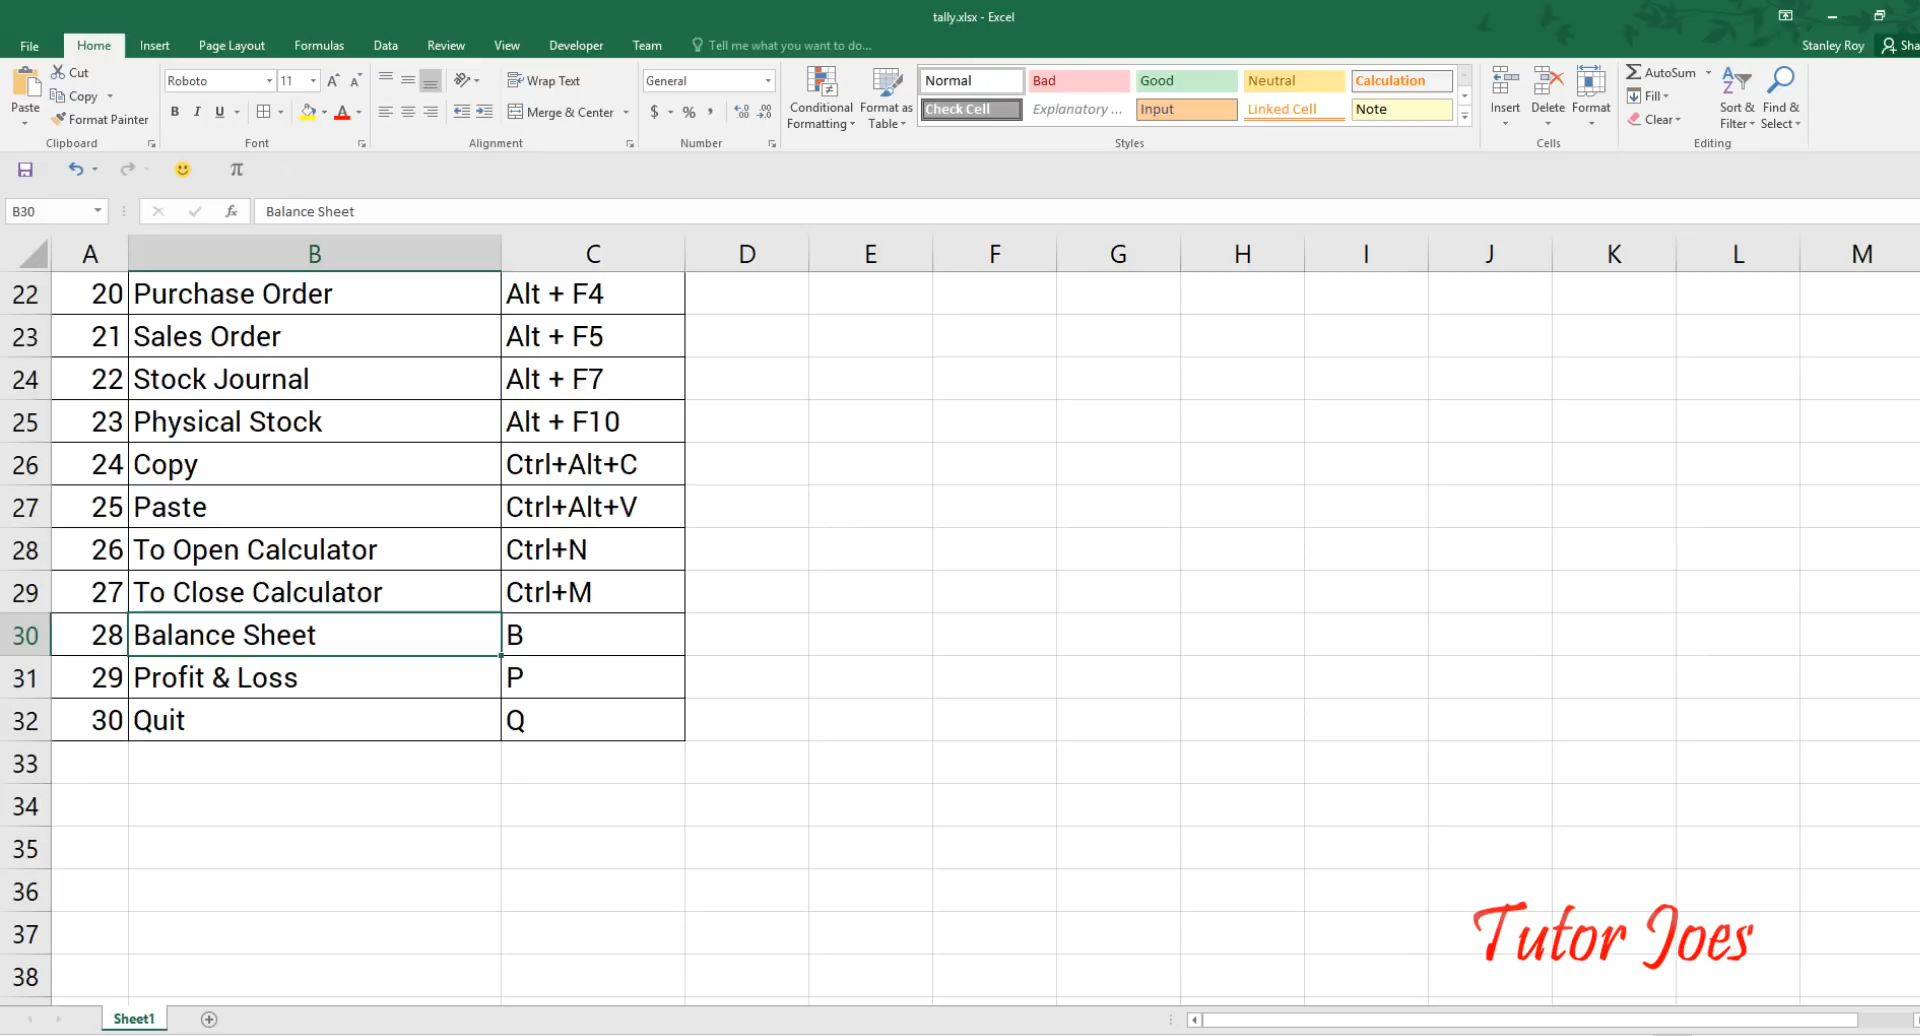 tally.xlsx - Excel
File Home Insert Page Layout Formulas Data Review View Developer Team Tell me what you want to do... Stanley Roy
Paste Cut Copy Format Painter Clipboard
Roboto 11 B I U A Font
Wrap Text Merge & Center Alignment
General $ % , Number
Conditional Formatting Format as Table
Normal Bad Good Neutral Calculation
Check Cell Explanatory ... Input Linked Cell Note
Styles
Insert Delete Format Cells
AutoSum Fill Clear Sort & Filter Find & Select Editing
π
B30 fx Balance Sheet
A B C D E F G H I J K L M
22 20 Purchase Order Alt + F4
23 21 Sales Order Alt + F5
24 22 Stock Journal Alt + F7
25 23 Physical Stock Alt + F10
26 24 Copy Ctrl+Alt+C
27 25 Paste Ctrl+Alt+V
28 26 To Open Calculator Ctrl+N
29 27 To Close Calculator Ctrl+M
30 28 Balance Sheet B
31 29 Profit & Loss P
32 30 Quit Q
33
34
35
36
37
38
Tutor Joes
Sheet1